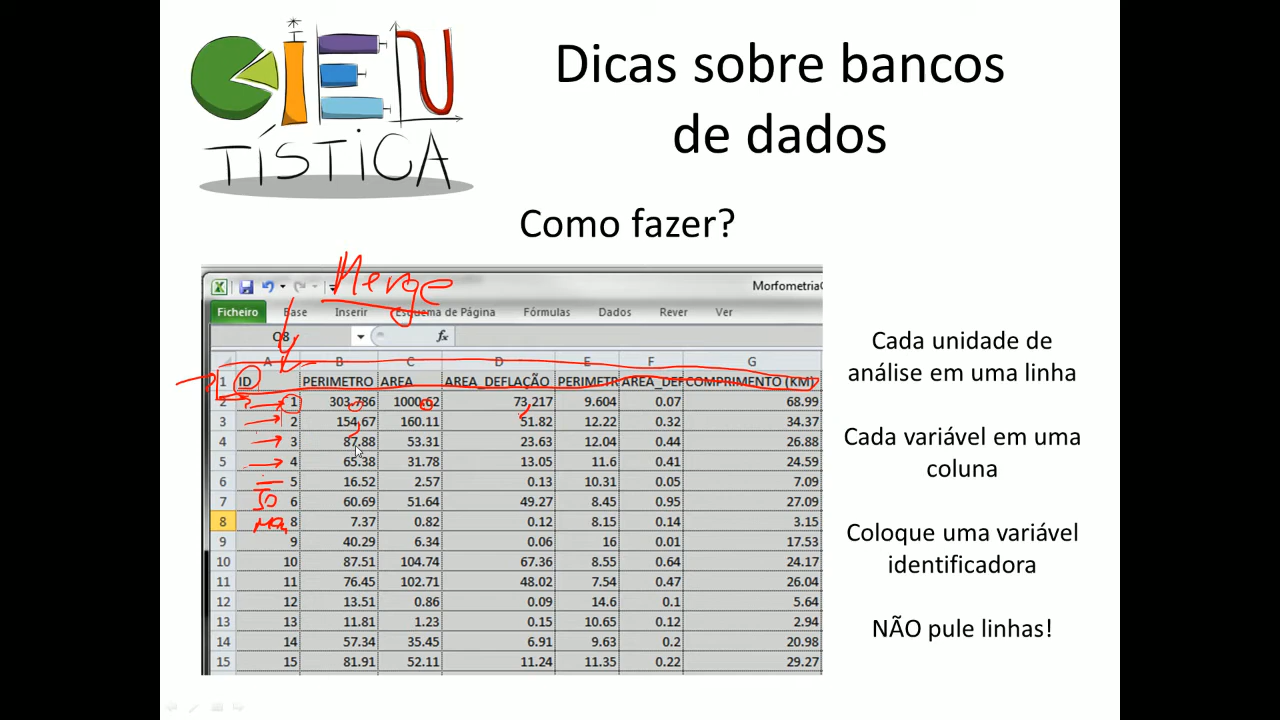 CIEN
TÍSTICA
Dicas sobre bancos
de dados
Como fazer?
Merge
Morfometria
Ficheiro Base Inserir Esquema de Página Fórmulas Dados Rever Ver
O8 fx
A B C D E F G
1 ID PERIMETRO AREA AREA_DEFLAÇÃO PERIMETR AREA_DEF COMPRIMENTO (KM)
2 1 303.786 1000.62 73,217 9.604 0.07 68.99
3 2 154.67 160.11 51.82 12.22 0.32 34.37
4 3 87.88 53.31 23.63 12.04 0.44 26.88
5 4 65.38 31.78 13.05 11.6 0.41 24.59
6 5 16.52 2.57 0.13 10.31 0.05 7.09
7 6 60.69 51.64 49.27 8.45 0.95 27.09
8 8 7.37 0.82 0.12 8.15 0.14 3.15
9 9 40.29 6.34 0.06 16 0.01 17.53
10 10 87.51 104.74 67.36 8.55 0.64 24.17
11 11 76.45 102.71 48.02 7.54 0.47 26.04
12 12 13.51 0.86 0.09 14.6 0.1 5.64
13 13 11.81 1.23 0.15 10.65 0.12 2.94
14 14 57.34 35.45 6.91 9.63 0.2 20.98
15 15 81.91 52.11 11.24 11.35 0.22 29.27
Cada unidade de
análise em uma linha
Cada variável em uma
coluna
Coloque uma variável
identificadora
NÃO pule linhas!